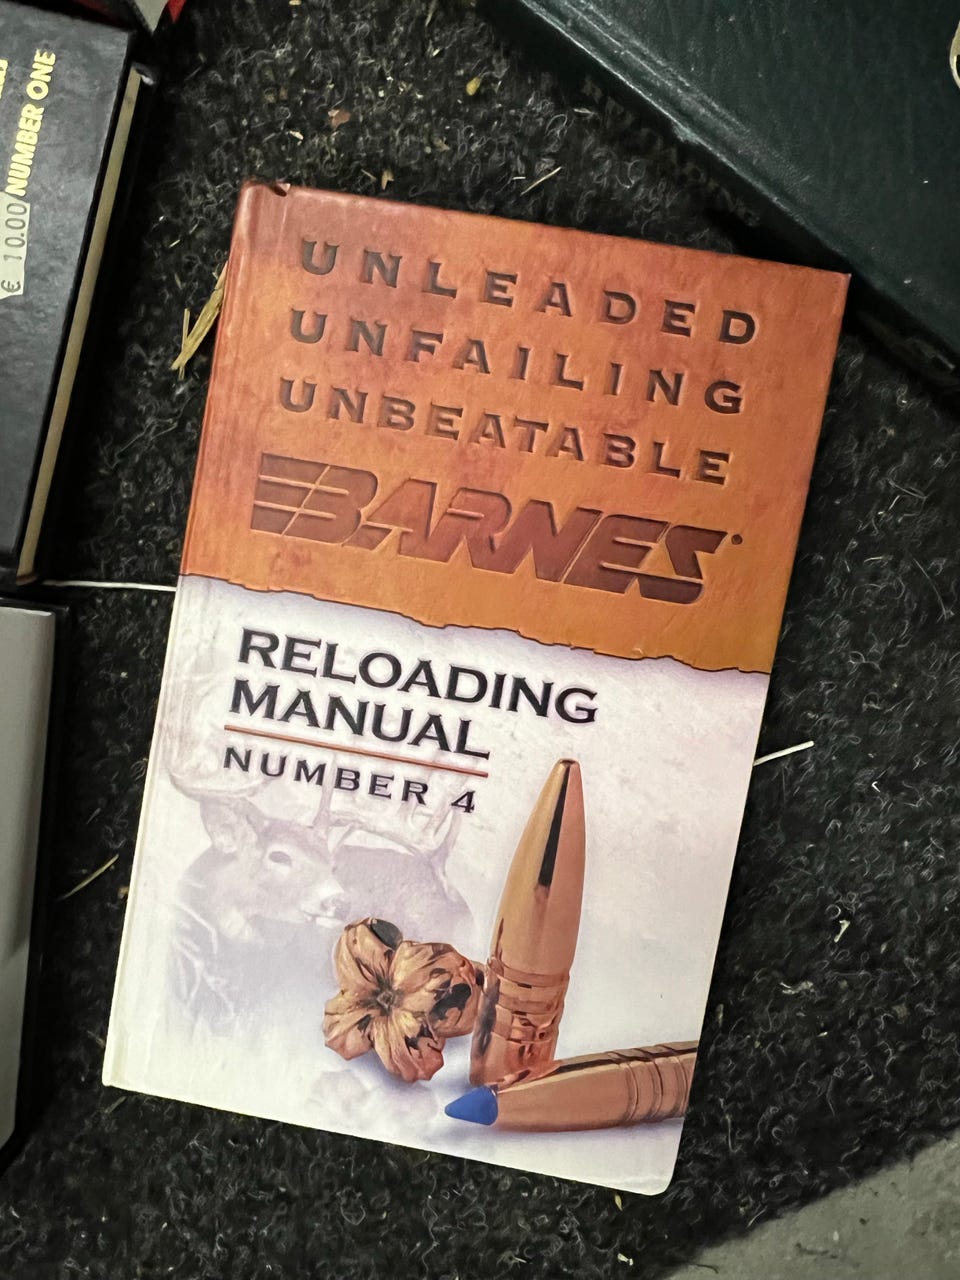 NUMBER ONE
€ 10.00
UNLEADED
UNFAILING
UNBEATABLE
BARNES
RELOADING
MANUAL
NUMBER 4